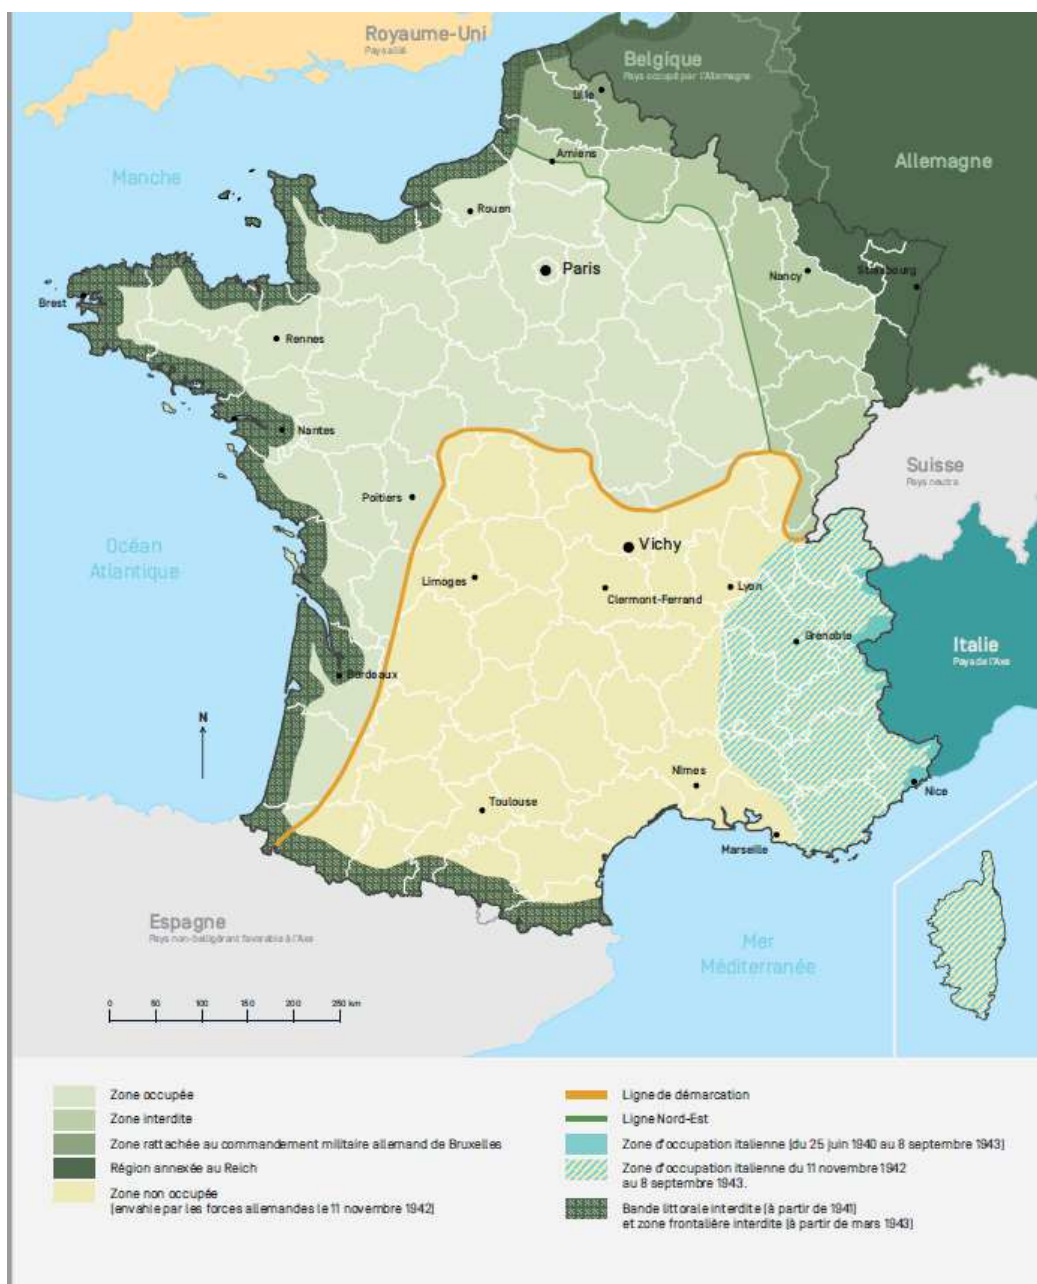 Royaume-Uni
Pays allié
Belgique
Pays occupé par l'Allemagne
Lille
Allemagne
Manche
Amiens
Rouen
Paris
Nancy
Strasbourg
Brest
Rennes
Nantes
Suisse
Pays neutre
Poitiers
Océan
Atlantique
Vichy
Limoges
Clermont-Ferrand
Lyon
Grenoble
Italie
Pays de l'Axe
Bordeaux
N
Nîmes
Nice
Toulouse
Marseille
Espagne
Pays non-belligérant favorable à l'Axe
Mer
Méditerranée
0 50 100 150 200 250 km
Zone occupée
Zone interdite
Zone rattachée au commandement militaire allemand de Bruxelles
Région annexée au Reich
Zone non occupée
(envahie par les forces allemandes le 11 novembre 1942)
Ligne de démarcation
Ligne Nord-Est
Zone d'occupation italienne (du 25 juin 1940 au 8 septembre 1943)
Zone d'occupation italienne du 11 novembre 1942
au 8 septembre 1943.
Bande littorale interdite (à partir de 1941)
et zone frontalière interdite (à partir de mars 1943)